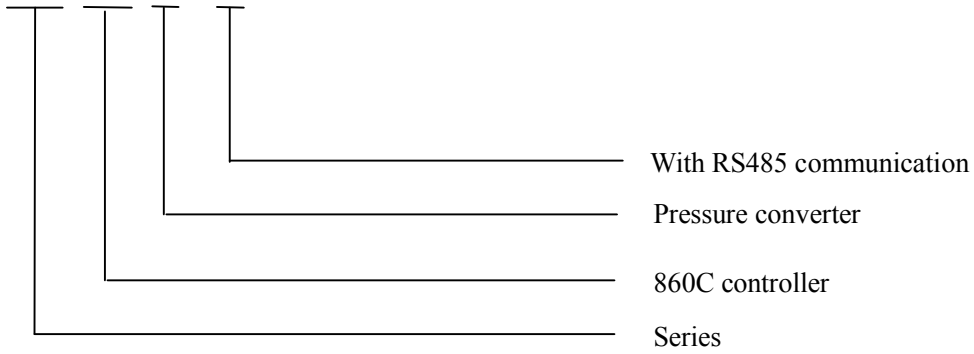 With RS485 communication
Pressure converter
860C controller
Series